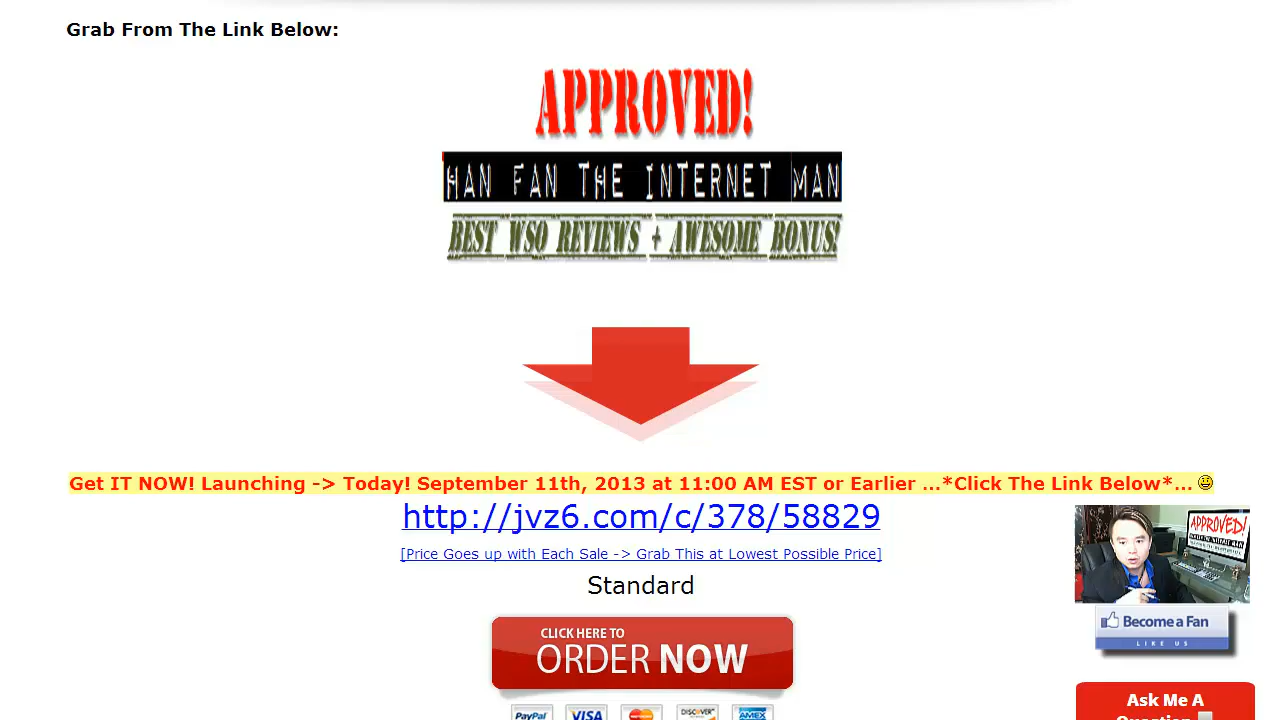 Grab From The Link Below:
APPROVED!
HAN FAN THE INTERNET MAN
BEST WSO REVIEWS + AWESOME BONUS!
Get IT NOW! Launching -> Today! September 11th, 2013 at 11:00 AM EST or Earlier ...*Click The Link Below*...
http://jvz6.com/c/378/58829
[Price Goes up with Each Sale -> Grab This at Lowest Possible Price]
Standard
APPROVED!
Become a Fan
LIKE US
CLICK HERE TO
ORDER NOW
Ask Me A
Question
PayPal VISA MasterCard DISCOVER AMEX